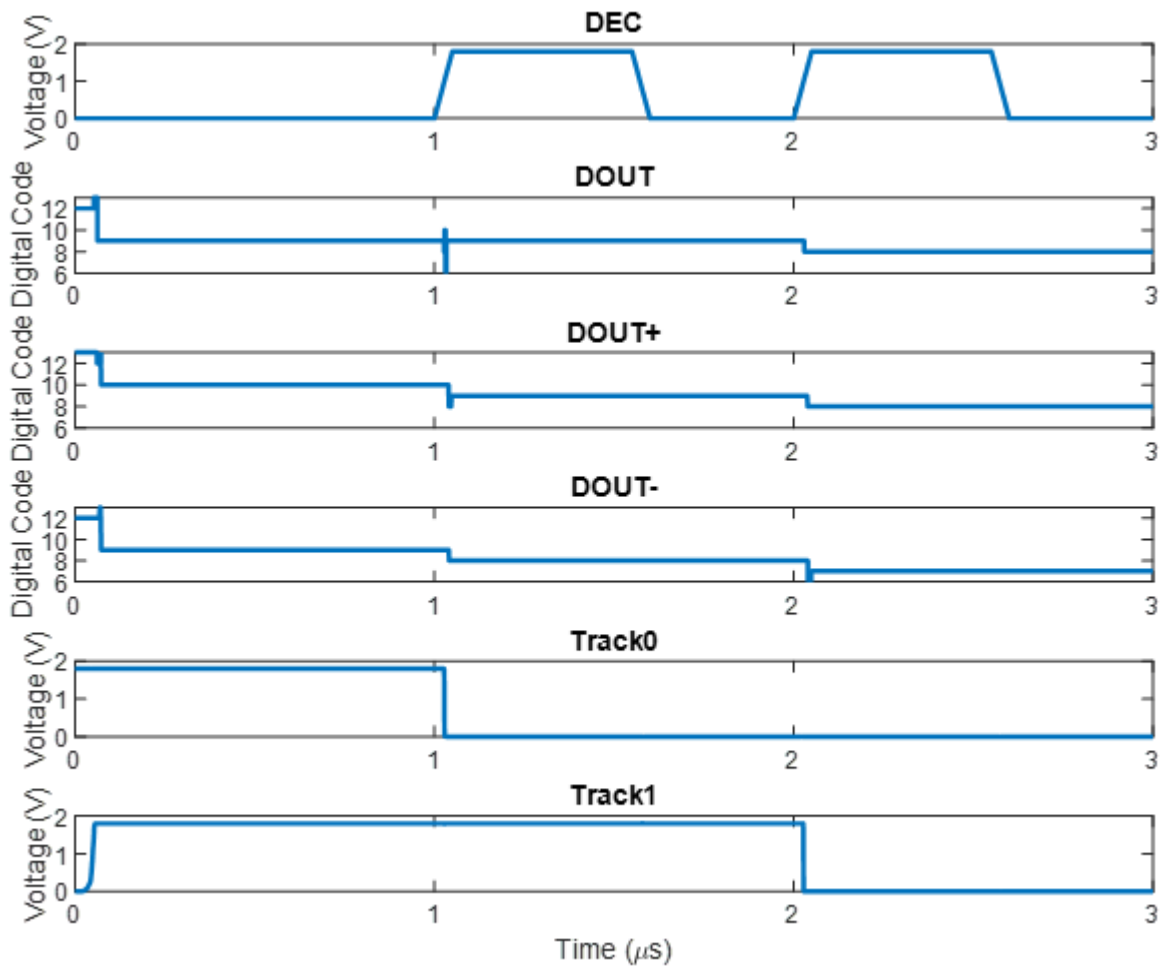 DEC
Voltage (V)
2
1
0
0 1 2 3
DOUT
Digital Code
12
10
8
6
0 1 2 3
DOUT+
Digital Code
12
10
8
6
0 1 2 3
DOUT-
Digital Code
12
10
8
6
0 1 2 3
Track0
Voltage (V)
2
1
0
0 1 2 3
Track1
Voltage (V)
2
1
0
0 1 2 3
Time (μs)